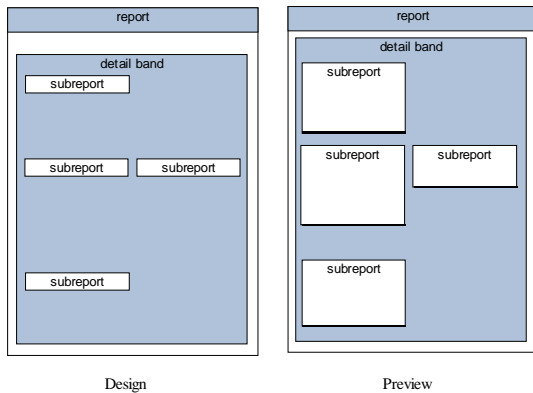 report
detail band
subreport
subreport subreport
subreport
Design
report
detail band
subreport
subreport subreport
subreport
Preview